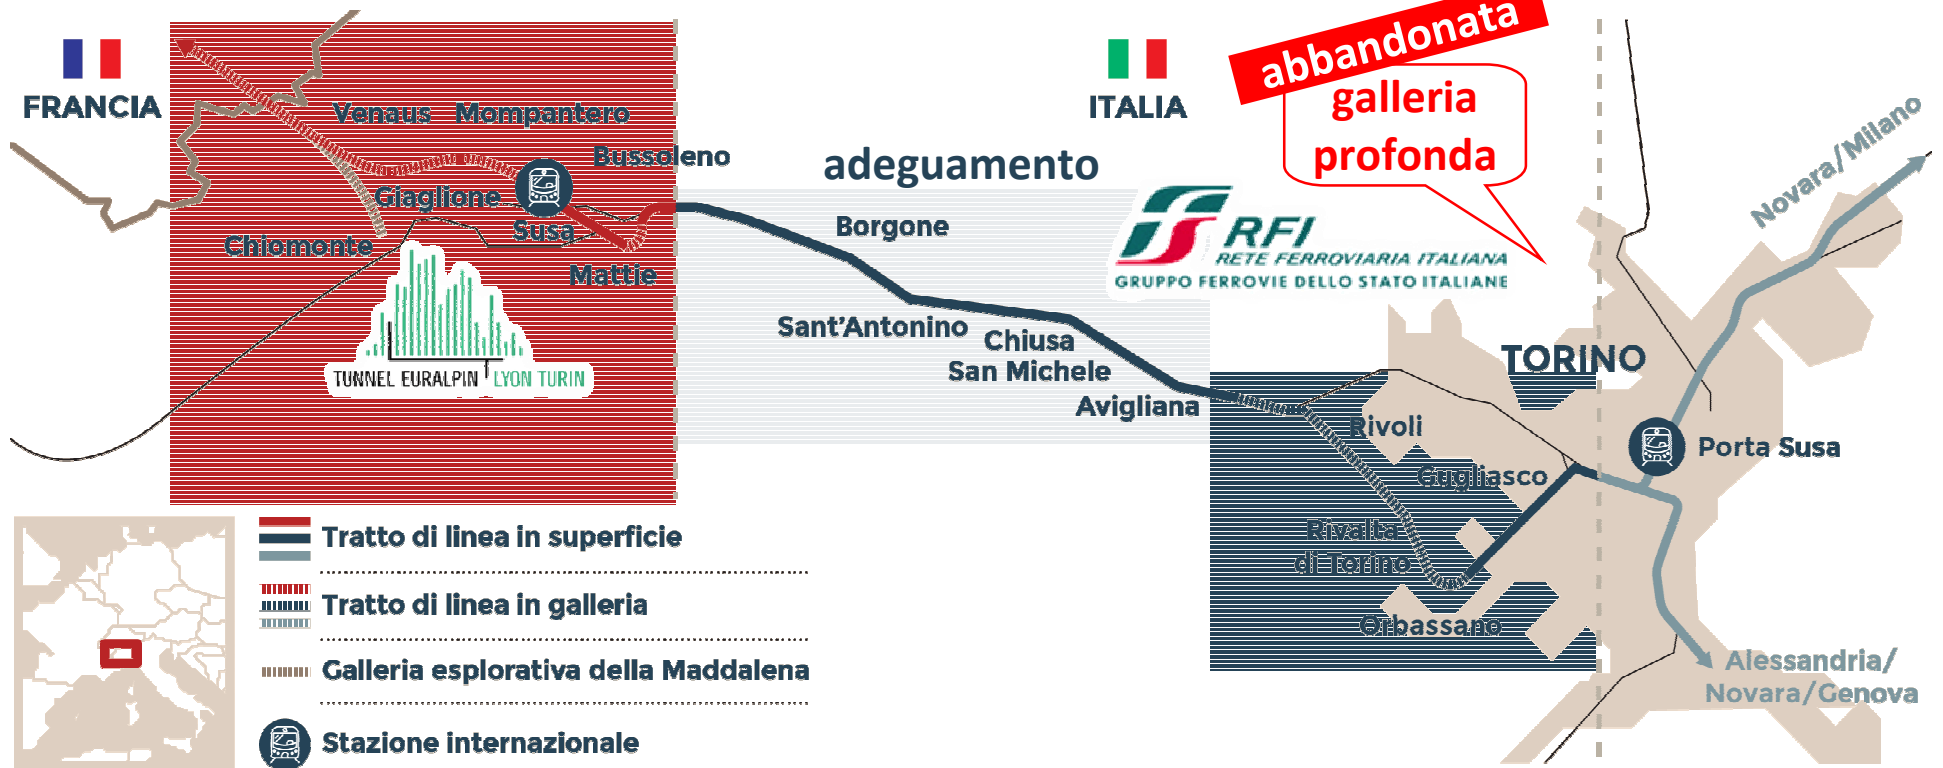 FRANCIA
ITALIA
abbandonata
galleria
profonda
Venaus
Mompantero
Bussoleno
adeguamento
Novara/Milano
Giaglione
Susa
Chiomonte
Mattie
Borgone
RFI
RETE FERROVIARIA ITALIANA
GRUPPO FERROVIE DELLO STATO ITALIANE
Sant'Antonino
Chiusa
San Michele
Avigliana
TUNNEL EURALPIN LYON TURIN
TORINO
Rivoli
Porta Susa
Cugliasco
Rivalta
di Torino
Orbassano
Alessandria/
Novara/Genova
Tratto di linea in superficie
Tratto di linea in galleria
Galleria esplorativa della Maddalena
Stazione internazionale